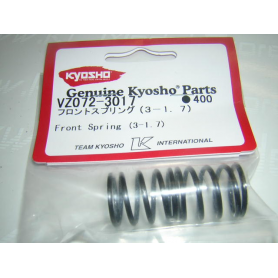 KYOSHO
Genuine Kyosho® Parts
VZ072-3017 ●400
フロントスプリング (3-1.7)
Front Spring (3-1.7)
TEAM KYOSHO K INTERNATIONAL